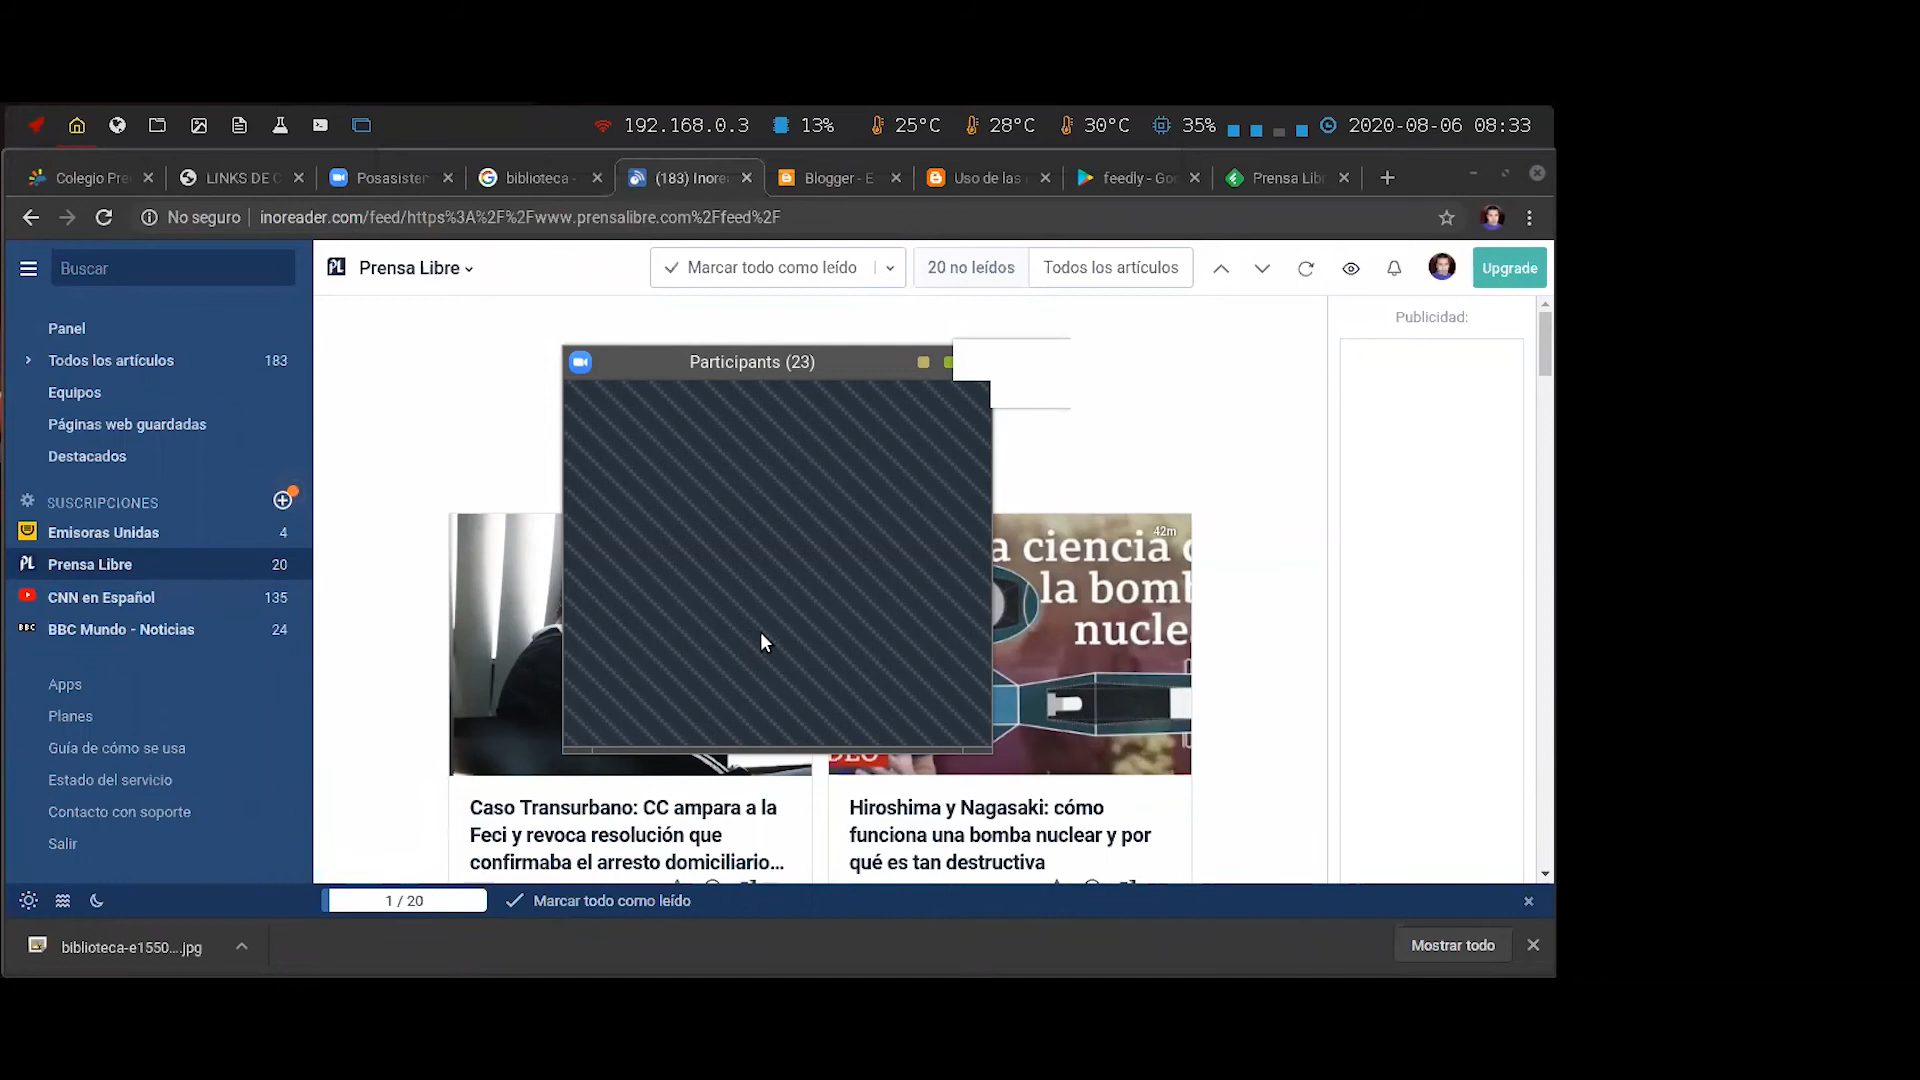 192.168.0.3 13% 25°C 28°C 30°C 35% 2020-08-06 08:33
Colegio Pre LINKS DE C Posasisten biblioteca - (183) Inore Blogger - E Uso de las feedly - Goo Prensa Libr
No seguro inoreader.com/feed/https%3A%2F%2Fwww.prensalibre.com%2Ffeed%2F
Buscar
Prensa Libre
Marcar todo como leído
20 no leídos
Todos los artículos
Upgrade
Panel
Todos los artículos 183
Equipos
Páginas web guardadas
Destacados
SUSCRIPCIONES
Emisoras Unidas 4
Prensa Libre 20
CNN en Español 135
BBC Mundo - Noticias 24
Apps
Planes
Guía de cómo se usa
Estado del servicio
Contacto con soporte
Salir
Publicidad:
Participants (23)
42m
a ciencia
la bomb
nucle
Caso Transurbano: CC ampara a la
Feci y revoca resolución que
confirmaba el arresto domiciliario...
Hiroshima y Nagasaki: cómo
funciona una bomba nuclear y por
qué es tan destructiva
1 / 20
Marcar todo como leído
biblioteca-e1550....jpg
Mostrar todo